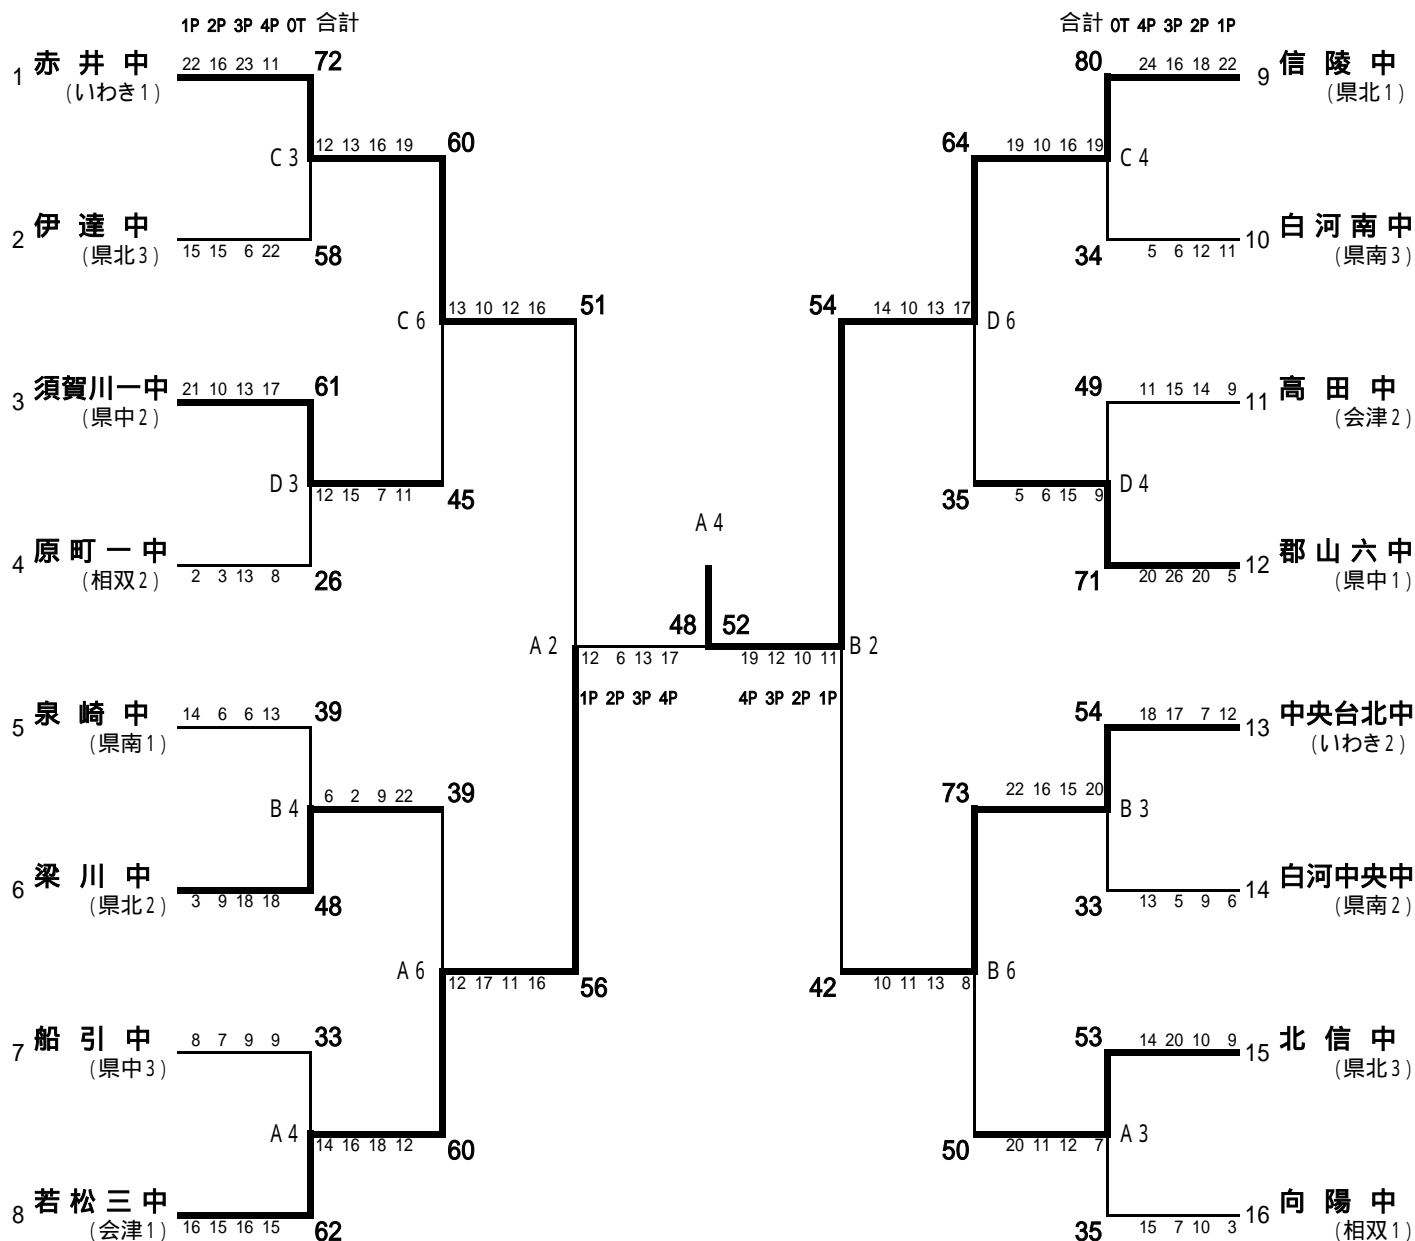 1P 2P 3P 4P OT 合計
合計 OT 4P 3P 2P 1P
1 赤井中 22 16 23 11 72
(いわき1)
C3 12 13 16 19 60
2 伊達中
(県北3) 15 15 6 22 58
C6 13 10 12 16 51
3 須賀川一中 21 10 13 17 61
(県中2)
D3 12 15 7 11 45
4 原町一中
(相双2) 2 3 13 8 26
A4
48 52
A2 12 6 13 17
19 12 10 11 B2
1P 2P 3P 4P
4P 3P 2P 1P
5 泉崎中 14 6 6 13 39
(県南1)
B4 6 2 9 22 39
6 梁川中
(県北2) 3 9 18 18 48
A6 12 17 11 16 56
7 船引中 8 7 9 9 33
(県中3)
A4 14 16 18 12 60
8 若松三中
(会津1) 16 15 16 15 62
80 24 16 18 22 9 信陵中
(県北1)
64 19 10 16 19 C4
10 白河南中
34 5 6 12 11 (県南3)
54 14 10 13 17 D6
49 11 15 14 9 11 高田中
(会津2)
35 5 6 15 9 D4
12 郡山六中
71 20 26 20 5 (県中1)
54 18 17 7 12 13 中央台北中
(いわき2)
73 22 16 15 20 B3
14 白河中央中
33 13 5 9 6 (県南2)
42 10 11 13 8 B6
53 14 20 10 9 15 北信中
(県北3)
50 20 11 12 7 A3
16 向陽中
35 15 7 10 3 (相双1)